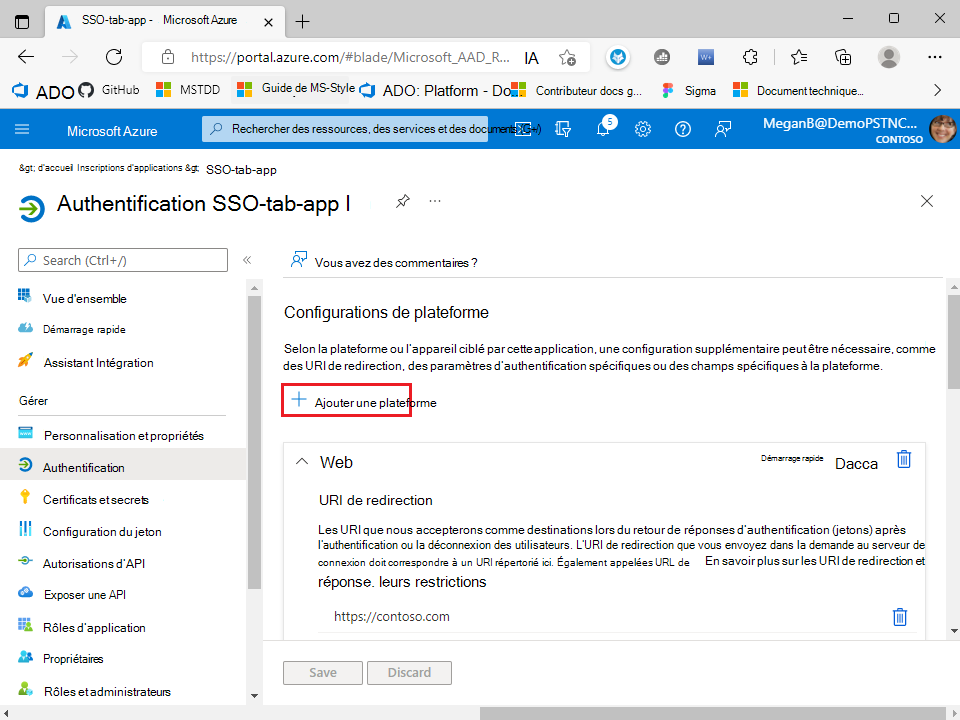 SSO-tab-app - Microsoft Azure
https://portal.azure.com/#blade/Microsoft_AAD_R... IA
ADO GitHub MSTDD Guide de MS-Style ADO: Platform - Do... Contributeur docs g... Sigma Document technique...
Microsoft Azure Rechercher des ressources, des services et des documents (G+/) 5 MeganB@DemoPSTNC...
CONTOSO
&gt; d'accueil Inscriptions d'applications &gt; SSO-tab-app
Authentification SSO-tab-app I ...
Search (Ctrl+/) «
Vous avez des commentaires ?
Vue d'ensemble
Démarrage rapide
Assistant Intégration
Gérer
Personnalisation et propriétés
Authentification
Certificats et secrets
Configuration du jeton
Autorisations d'API
Exposer une API
Rôles d'application
Propriétaires
Rôles et administrateurs
Configurations de plateforme
Selon la plateforme ou l'appareil ciblé par cette application, une configuration supplémentaire peut être nécessaire, comme
des URI de redirection, des paramètres d'authentification spécifiques ou des champs spécifiques à la plateforme.
Ajouter une plateforme
Web Démarrage rapide Dacca
URI de redirection
Les URI que nous accepterons comme destinations lors du retour de réponses d'authentification (jetons) après
l'authentification ou la déconnexion des utilisateurs. L'URI de redirection que vous envoyez dans la demande au serveur de
connexion doit correspondre à un URI répertorié ici. Également appelées URL de En savoir plus sur les URI de redirection et
réponse. leurs restrictions
https://contoso.com
Save Discard